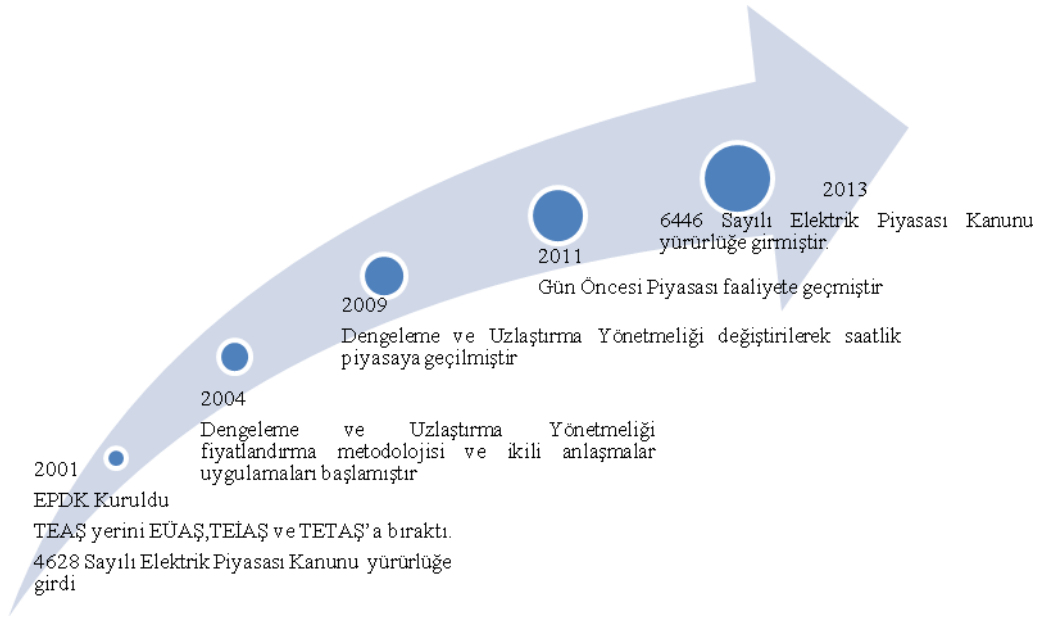 2001
EPDK Kuruldu
TEAŞ yerini EÜAŞ,TEİAŞ ve TETAŞ’a bıraktı.
4628 Sayılı Elektrik Piyasası Kanunu yürürlüğe
girdi
2004
Dengeleme ve Uzlaştırma Yönetmeliği
fiyatlandırma metodolojisi ve ikili anlaşmalar
uygulamaları başlamıştır
2009
Dengeleme ve Uzlaştırma Yönetmeliği değiştirilerek saatlik
piyasaya geçilmiştir
2011
Gün Öncesi Piyasası faaliyete geçmiştir
2013
6446 Sayılı Elektrik Piyasası Kanunu
yürürlüğe girmiştir.